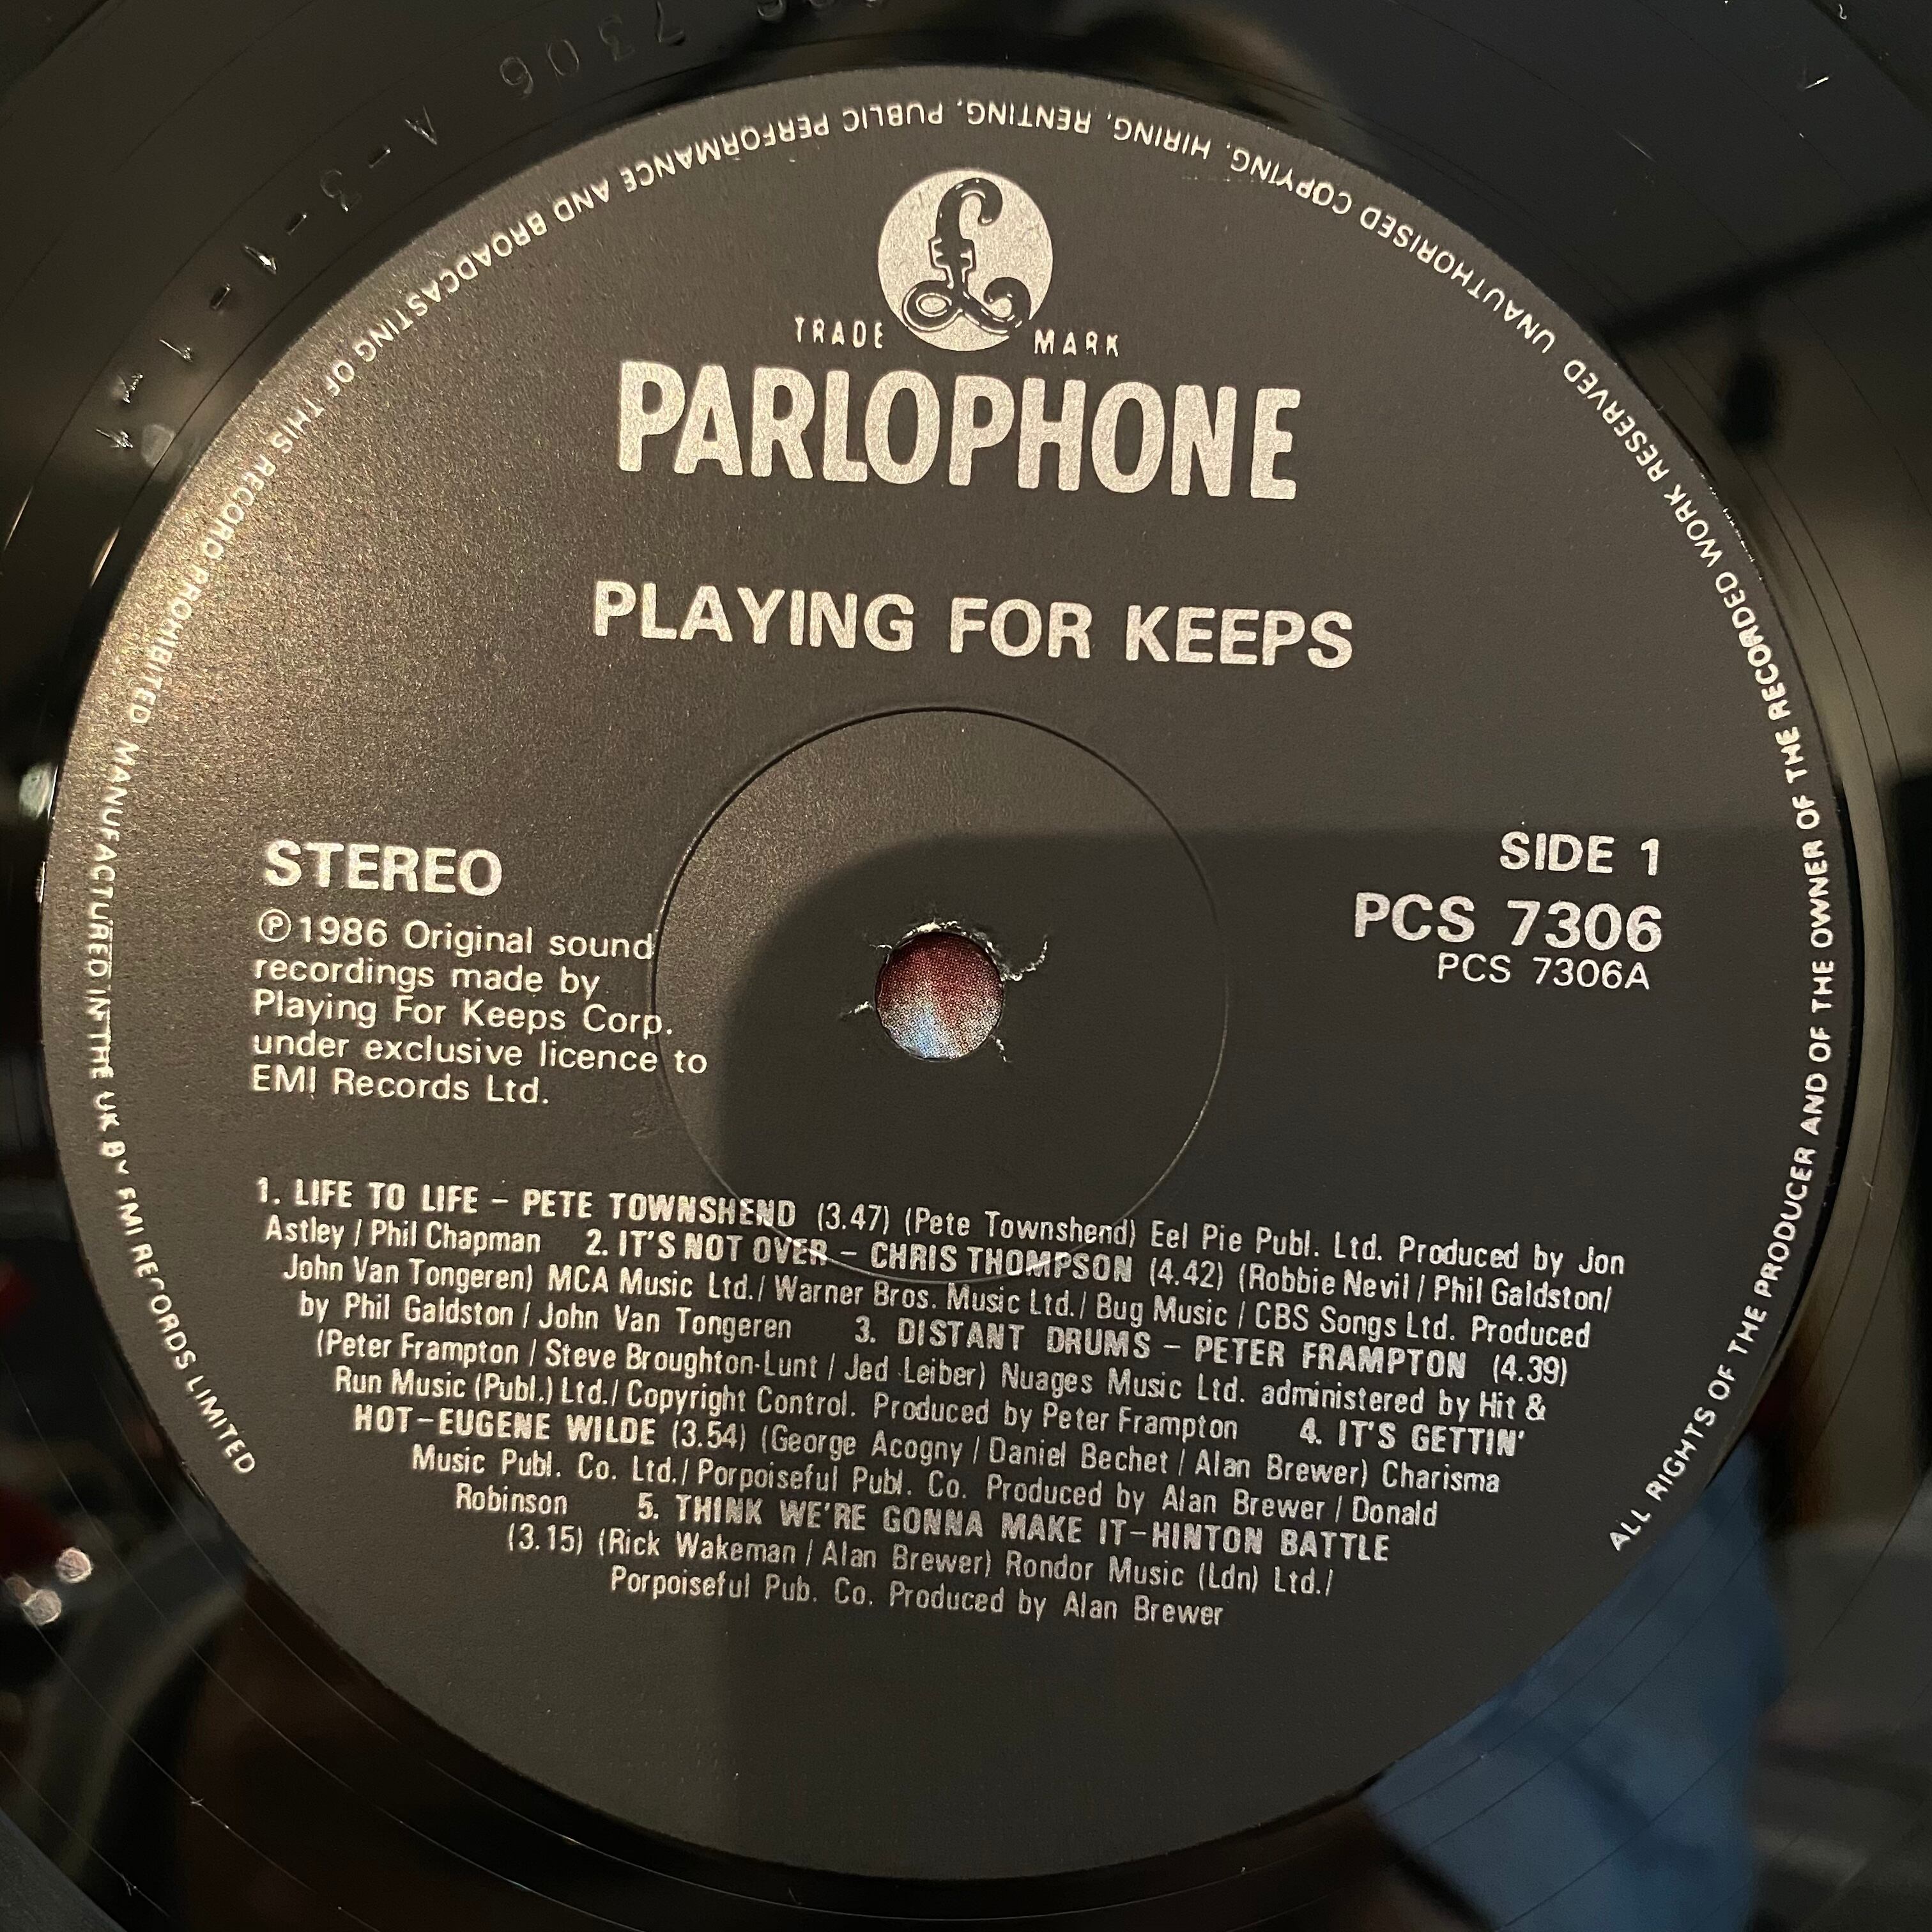 7306
A-3-1-1-1
TRADE MARK
PARLOPHONE
PLAYING FOR KEEPS
STEREO
℗1986 Original sound
recordings made by
Playing For Keeps Corp.
under exclusive licence to
EMI Records Ltd.
SIDE 1
PCS 7306
PCS 7306A
1. LIFE TO LIFE – PETE TOWNSHEND (3.47) (Pete Townshend) Eel Pie Publ. Ltd. Produced by Jon
Astley / Phil Chapman 2. IT'S NOT OVER – CHRIS THOMPSON (4.42) (Robbie Nevil / Phil Galdston/
John Van Tongeren) MCA Music Ltd./ Warner Bros. Music Ltd./ Bug Music / CBS Songs Ltd. Produced
by Phil Galdston / John Van Tongeren 3. DISTANT DRUMS – PETER FRAMPTON (4.39)
(Peter Frampton / Steve Broughton-Lunt / Jed Leiber) Nuages Music Ltd. administered by Hit &
Run Music (Publ.) Ltd./ Copyright Control. Produced by Peter Frampton 4. IT'S GETTIN'
HOT–EUGENE WILDE (3.54) (George Acogny / Daniel Bechet / Alan Brewer) Charisma
Music Publ. Co. Ltd./ Porpoiseful Publ. Co. Produced by Alan Brewer / Donald
Robinson 5. THINK WE'RE GONNA MAKE IT–HINTON BATTLE
(3.15) (Rick Wakeman / Alan Brewer) Rondor Music (Ldn) Ltd./
Porpoiseful Pub. Co. Produced by Alan Brewer
ALL RIGHTS OF THE PRODUCER AND OF THE OWNER OF THE RECORDED WORK RESERVED UNAUTHORISED COPYING, HIRING, RENTING, PUBLIC PERFORMANCE AND BROADCASTING OF THIS RECORD PROHIBITED MANUFACTURED IN THE UK BY EMI RECORDS LIMITED